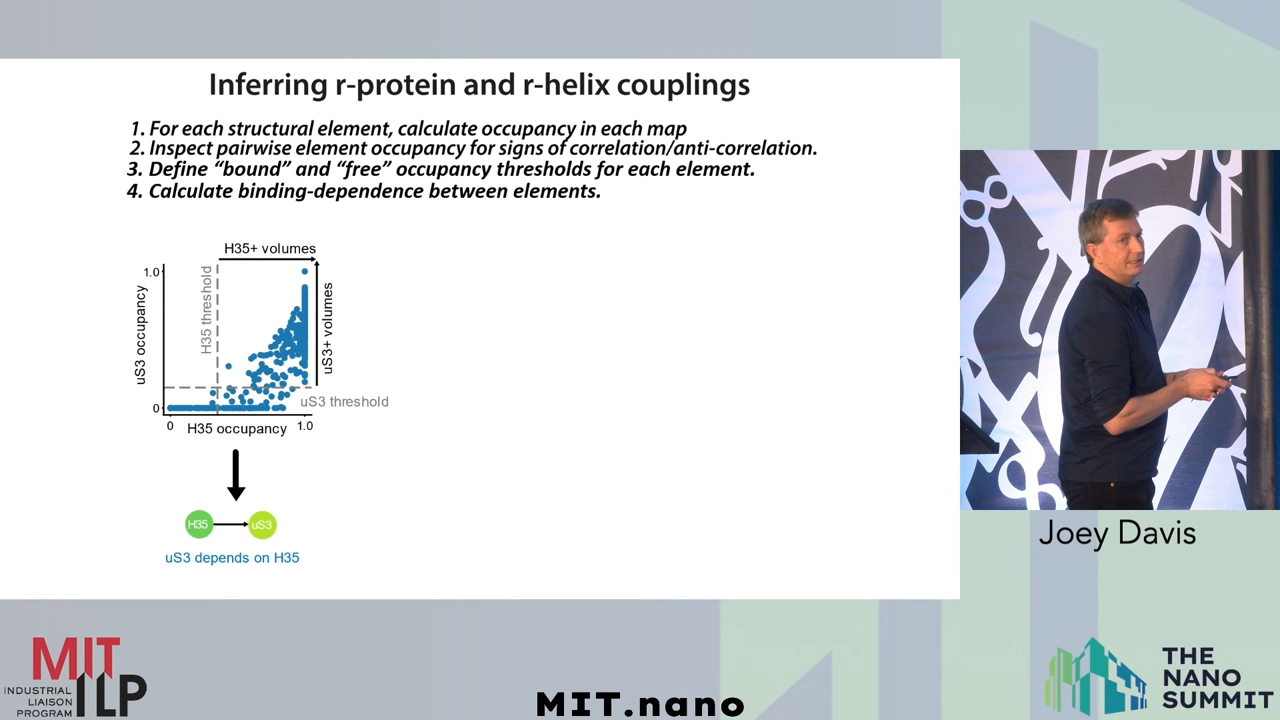 Inferring r-protein and r-helix couplings
1. For each structural element, calculate occupancy in each map
2. Inspect pairwise element occupancy for signs of correlation/anti-correlation.
3. Define “bound” and “free” occupancy thresholds for each element.
4. Calculate binding-dependence between elements.
H35+ volumes
1.0
H35 threshold
uS3 occupancy
uS3+ volumes
uS3 threshold
0
0
H35 occupancy
1.0
H35
uS3
uS3 depends on H35
Joey Davis
MIT
ILP
INDUSTRIAL
LIAISON
PROGRAM
MIT.nano
THE
NANO
SUMMIT